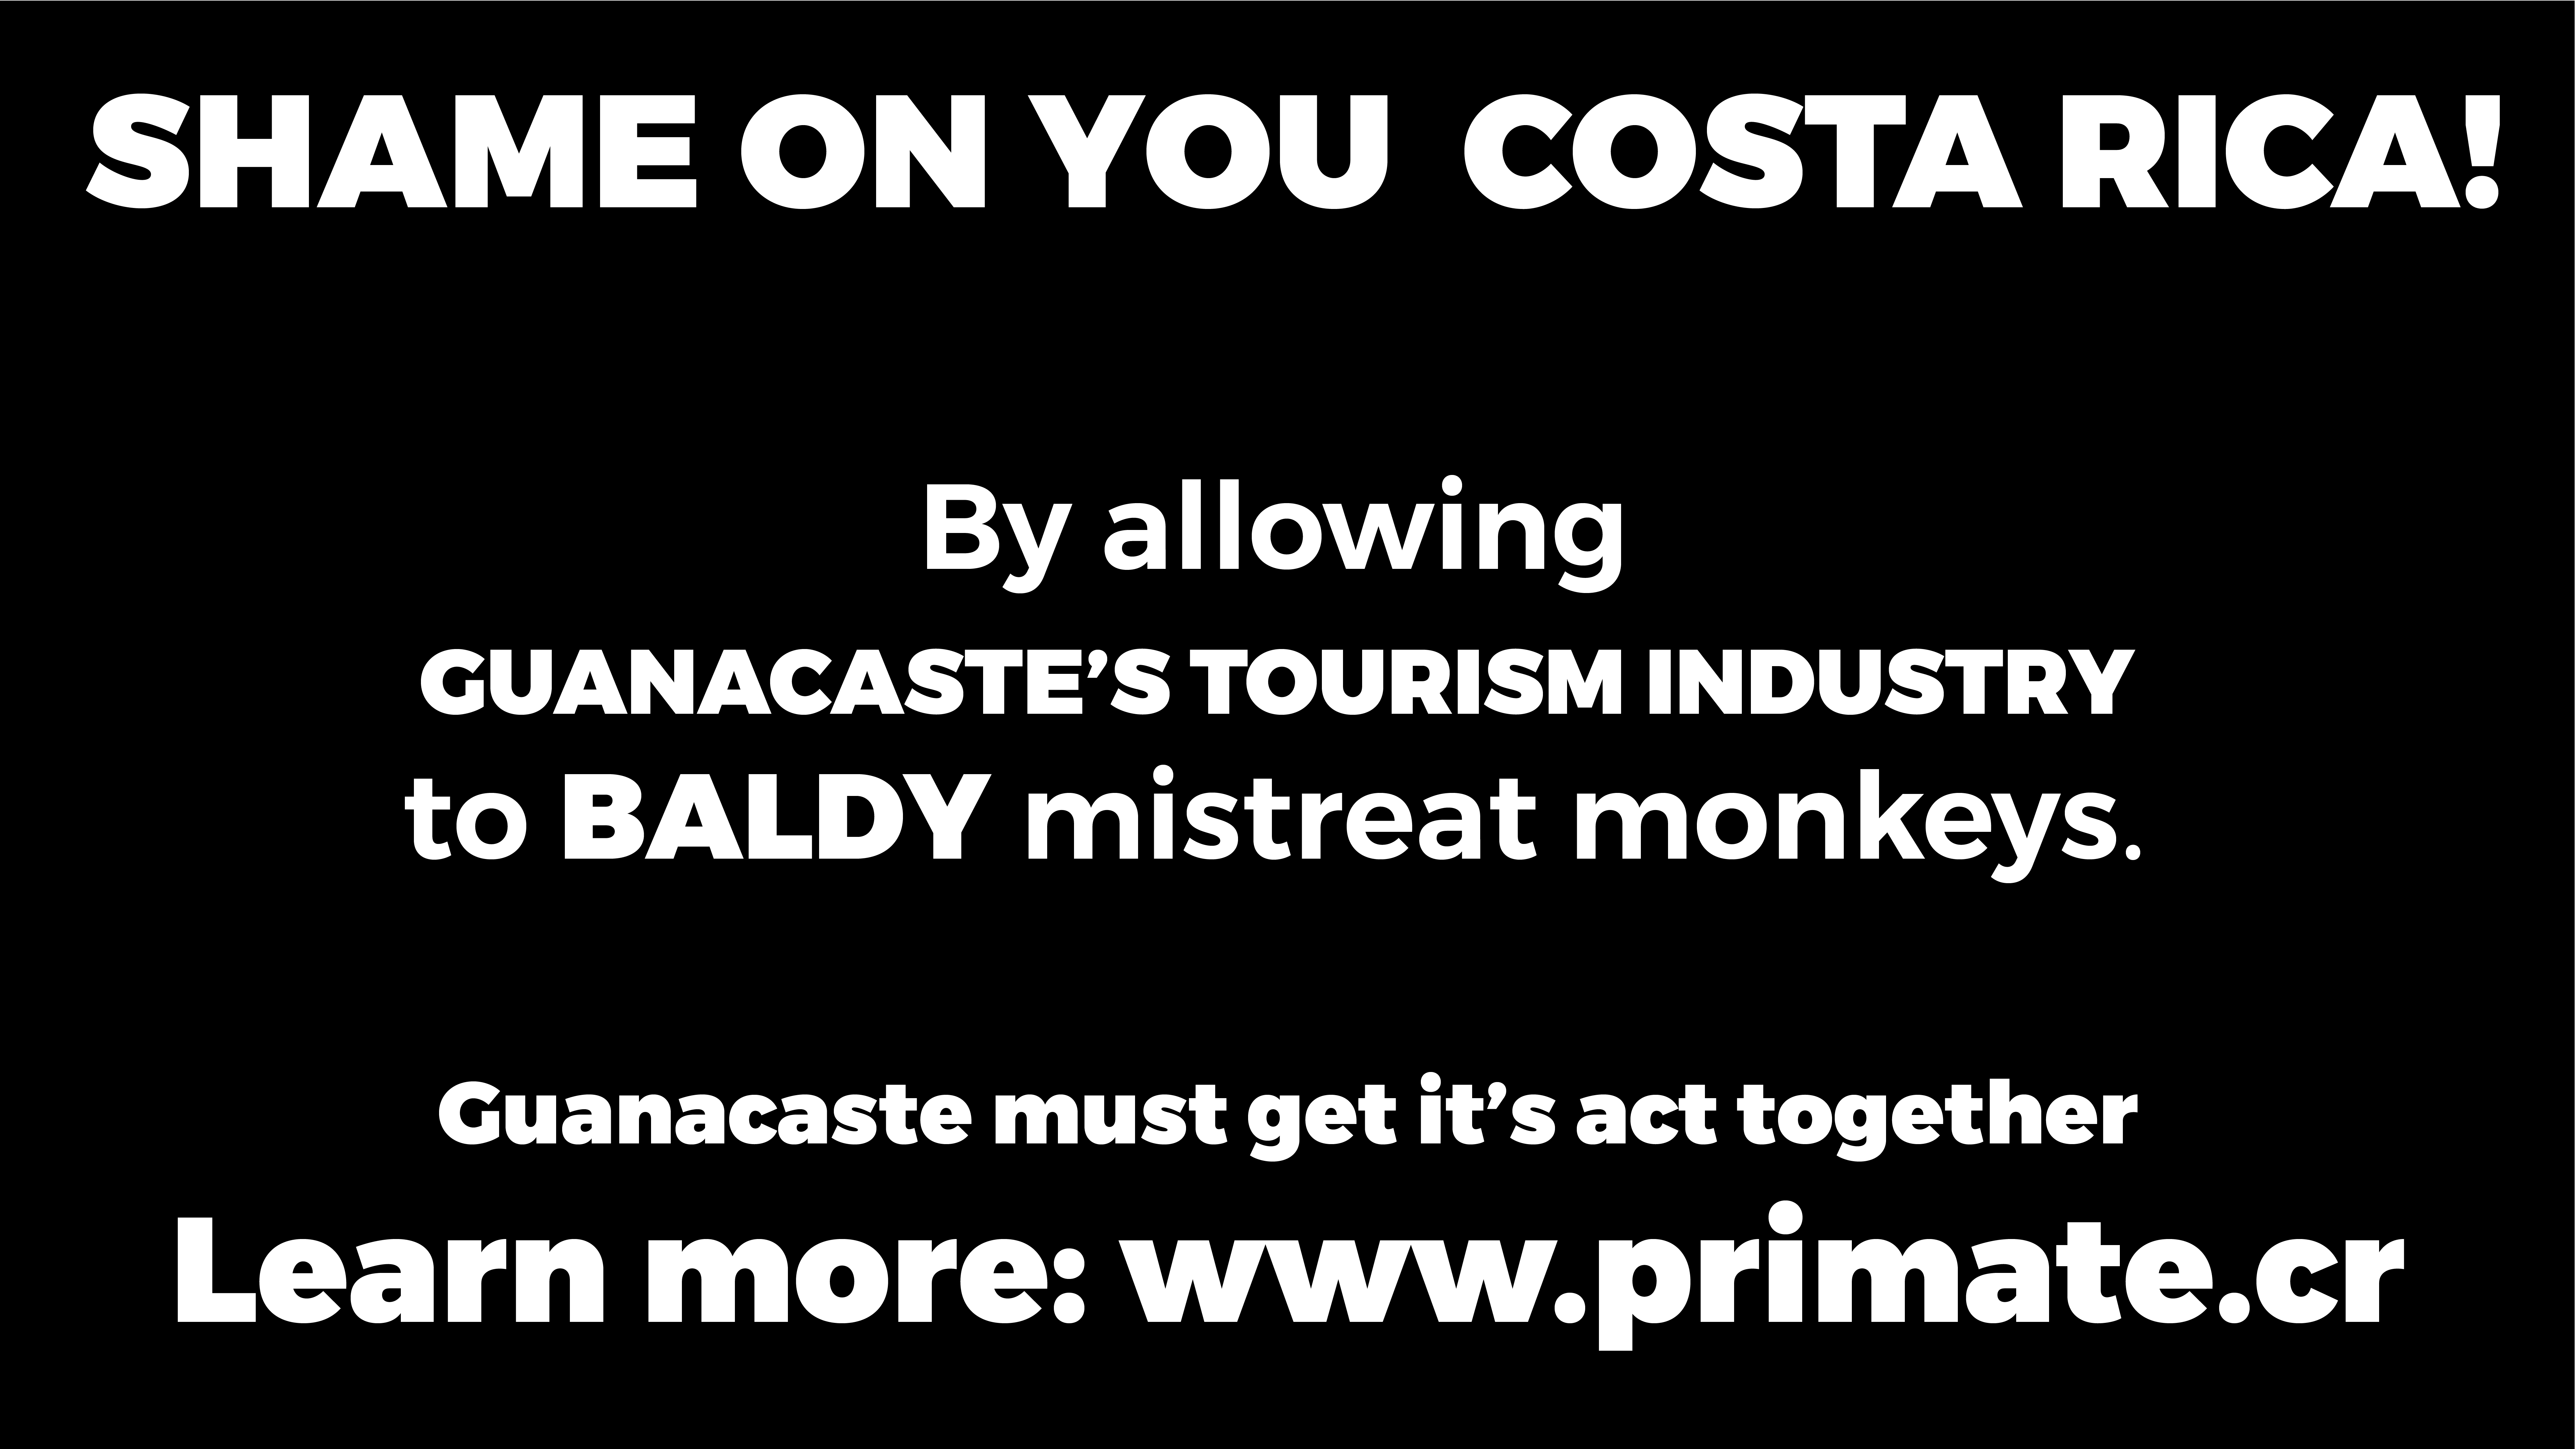 SHAME ON YOU COSTA RICA!
By allowing
GUANACASTE’S TOURISM INDUSTRY
to BALDY mistreat monkeys.
Guanacaste must get it’s act together
Learn more: www.primate.cr